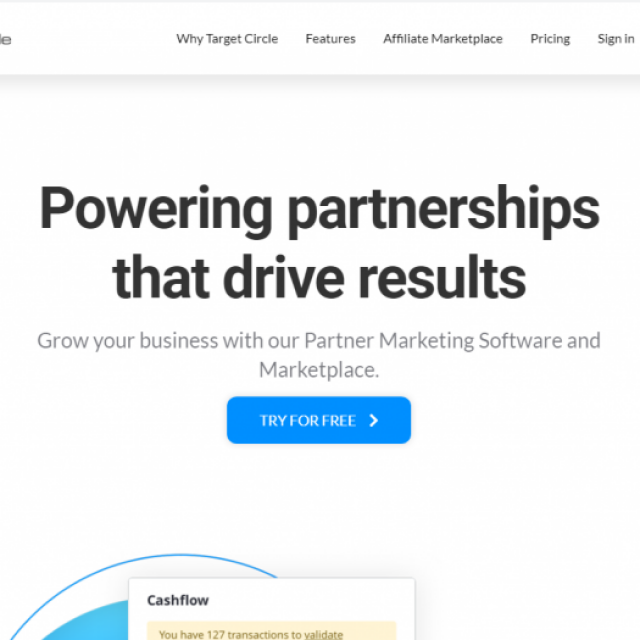 Why Target Circle Features Affiliate Marketplace Pricing Sign in
Powering partnerships
that drive results
Grow your business with our Partner Marketing Software and
Marketplace.
TRY FOR FREE
Cashflow
You have 127 transactions to validate